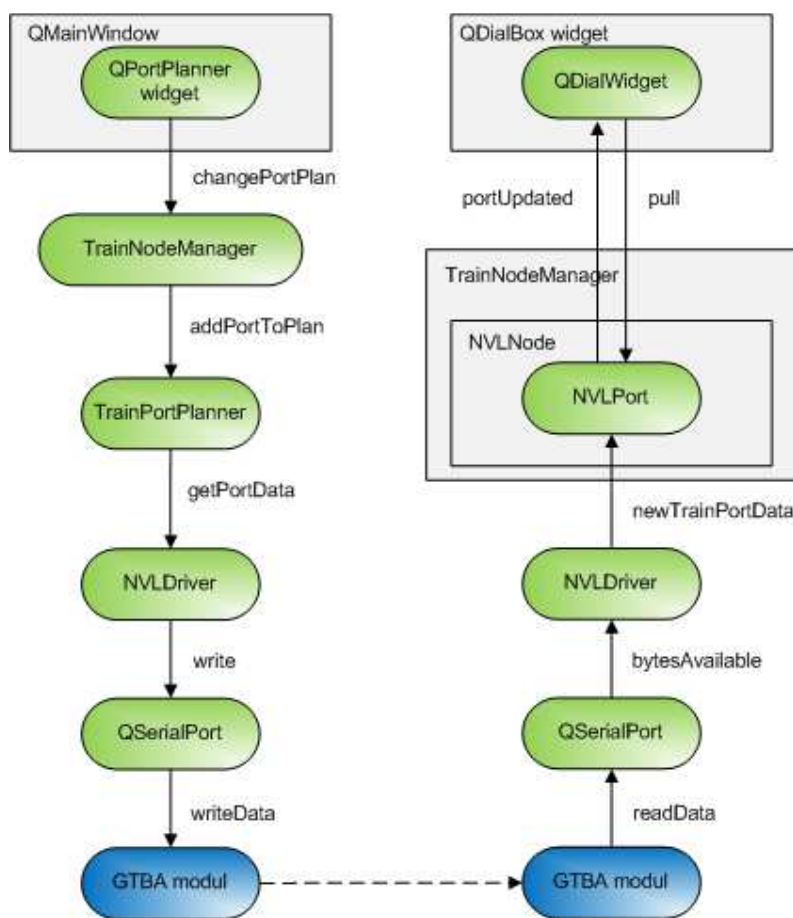 QMainWindow
QPortPlanner
widget
changePortPlan
TrainNodeManager
addPortToPlan
TrainPortPlanner
getPortData
NVLDriver
write
QSerialPort
writeData
GTBA modul
QDialBox widget
QDialWidget
portUpdated
pull
TrainNodeManager
NVLNode
NVLPort
newTrainPortData
NVLDriver
bytesAvailable
QSerialPort
readData
GTBA modul